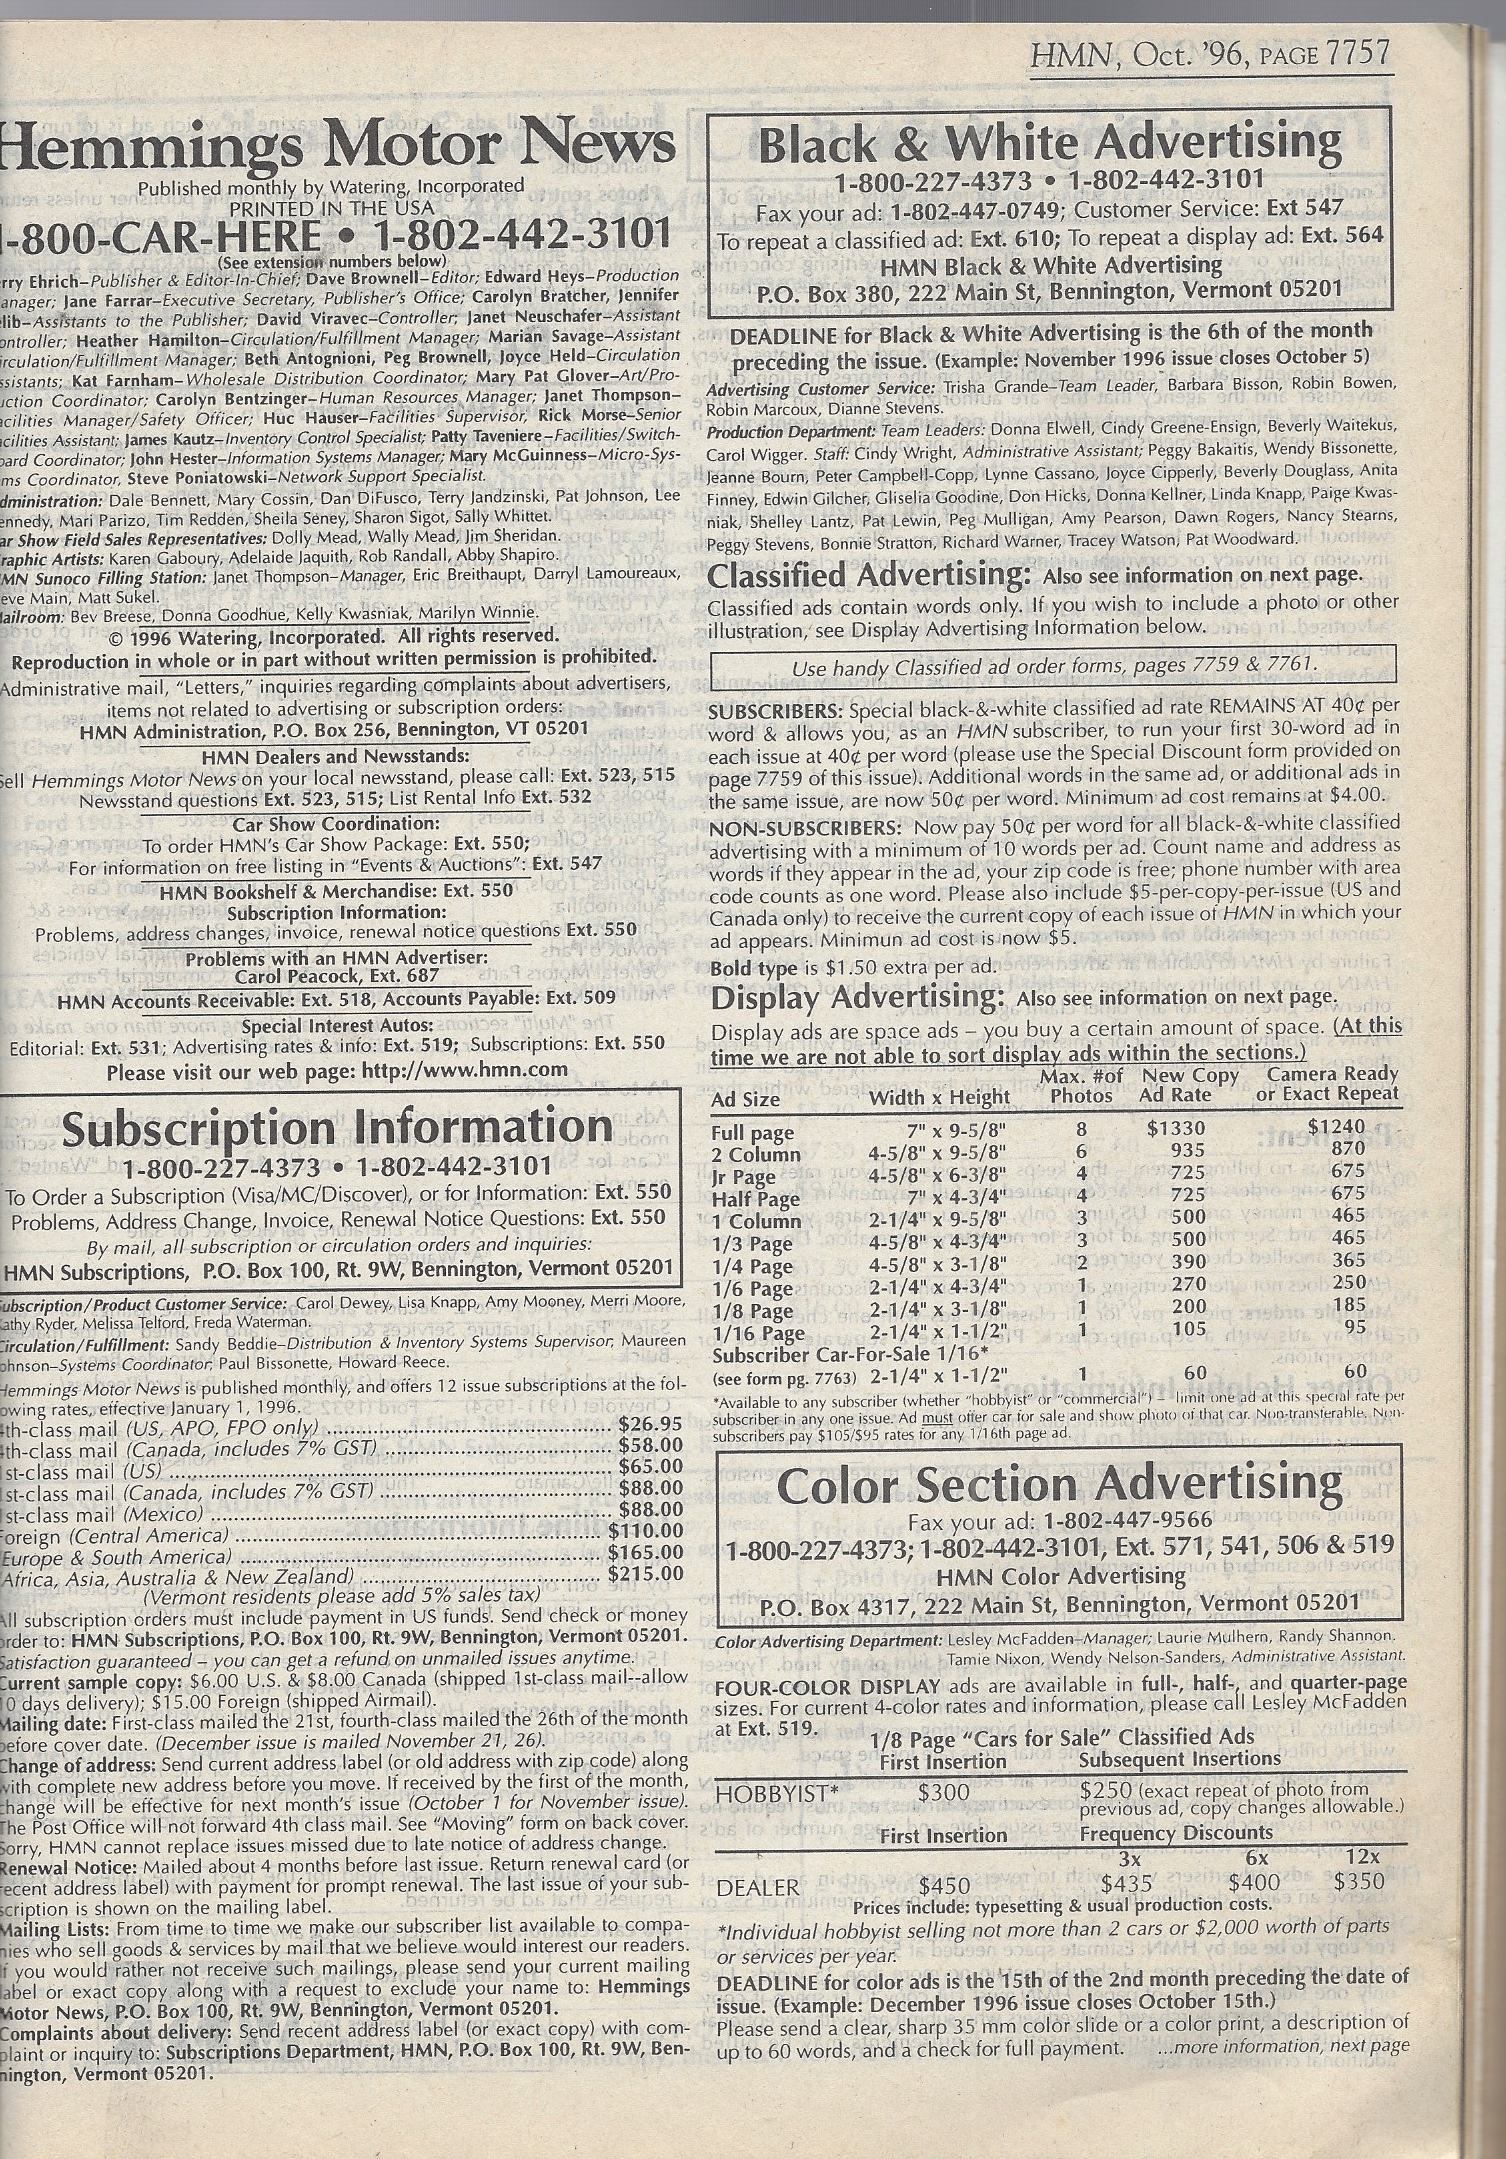 HMN, Oct. '96, PAGE 7757
Hemmings Motor News
Published monthly by Watering, Incorporated
PRINTED IN THE USA
1-800-CAR-HERE • 1-802-442-3101
(See extension numbers below)
rry Ehrich–Publisher & Editor-In-Chief; Dave Brownell–Editor; Edward Heys–Production
anager; Jane Farrar–Executive Secretary, Publisher's Office; Carolyn Bratcher, Jennifer
lib–Assistants to the Publisher; David Viravec–Controller; Janet Neuschafer–Assistant
ontroller; Heather Hamilton–Circulation/Fulfillment Manager; Marian Savage–Assistant
irculation/Fulfillment Manager; Beth Antognioni, Peg Brownell, Joyce Held–Circulation
ssistants; Kat Farnham–Wholesale Distribution Coordinator; Mary Pat Glover–Art/Pro-
uction Coordinator; Carolyn Bentzinger–Human Resources Manager; Janet Thompson–
acilities Manager/Safety Officer; Huc Hauser–Facilities Supervisor, Rick Morse–Senior
acilities Assistant; James Kautz–Inventory Control Specialist; Patty Taveniere–Facilities/Switch-
oard Coordinator; John Hester–Information Systems Manager; Mary McGuinness–Micro-Sys-
ms Coordinator, Steve Poniatowski–Network Support Specialist.
dministration: Dale Bennett, Mary Cossin, Dan DiFusco, Terry Jandzinski, Pat Johnson, Lee
ennedy, Mari Parizo, Tim Redden, Sheila Seney, Sharon Sigot, Sally Whittet.
ar Show Field Sales Representatives: Dolly Mead, Wally Mead, Jim Sheridan.
raphic Artists: Karen Gaboury, Adelaide Jaquith, Rob Randall, Abby Shapiro.
MN Sunoco Filling Station: Janet Thompson–Manager, Eric Breithaupt, Darryl Lamoureaux,
eve Main, Matt Sukel.
ailroom: Bev Breese, Donna Goodhue, Kelly Kwasniak, Marilyn Winnie.
© 1996 Watering, Incorporated. All rights reserved.
Reproduction in whole or in part without written permission is prohibited.
Administrative mail, "Letters," inquiries regarding complaints about advertisers,
items not related to advertising or subscription orders:
HMN Administration, P.O. Box 256, Bennington, VT 05201
HMN Dealers and Newsstands:
Sell Hemmings Motor News on your local newsstand, please call: Ext. 523, 515
Newsstand questions Ext. 523, 515; List Rental Info Ext. 532
Car Show Coordination:
To order HMN's Car Show Package: Ext. 550;
For information on free listing in "Events & Auctions": Ext. 547
HMN Bookshelf & Merchandise: Ext. 550
Subscription Information:
Problems, address changes, invoice, renewal notice questions Ext. 550
Problems with an HMN Advertiser:
Carol Peacock, Ext. 687
HMN Accounts Receivable: Ext. 518, Accounts Payable: Ext. 509
Special Interest Autos:
Editorial: Ext. 531; Advertising rates & info: Ext. 519; Subscriptions: Ext. 550
Please visit our web page: http://www.hmn.com
Subscription Information
1-800-227-4373 • 1-802-442-3101
To Order a Subscription (Visa/MC/Discover), or for Information: Ext. 550
Problems, Address Change, Invoice, Renewal Notice Questions: Ext. 550
By mail, all subscription or circulation orders and inquiries:
HMN Subscriptions, P.O. Box 100, Rt. 9W, Bennington, Vermont 05201
ubscription/Product Customer Service: Carol Dewey, Lisa Knapp, Amy Mooney, Merri Moore,
athy Ryder, Melissa Telford, Freda Waterman.
Circulation/Fulfillment: Sandy Beddie–Distribution & Inventory Systems Supervisor, Maureen
ohnson–Systems Coordinator, Paul Bissonette, Howard Reece.
Hemmings Motor News is published monthly, and offers 12 issue subscriptions at the fol-
owing rates, effective January 1, 1996.
4th-class mail (US, APO, FPO only) ........ $26.95
4th-class mail (Canada, includes 7% GST) ........ $58.00
1st-class mail (US) ........ $65.00
1st-class mail (Canada, includes 7% GST) ........ $88.00
1st-class mail (Mexico) ........ $88.00
Foreign (Central America) ........ $110.00
(Europe & South America) ........ $165.00
(Africa, Asia, Australia & New Zealand) ........ $215.00
(Vermont residents please add 5% sales tax)
All subscription orders must include payment in US funds. Send check or money
order to: HMN Subscriptions, P.O. Box 100, Rt. 9W, Bennington, Vermont 05201.
Satisfaction guaranteed – you can get a refund on unmailed issues anytime.
Current sample copy: $6.00 U.S. & $8.00 Canada (shipped 1st-class mail--allow
10 days delivery); $15.00 Foreign (shipped Airmail).
Mailing date: First-class mailed the 21st, fourth-class mailed the 26th of the month
before cover date. (December issue is mailed November 21, 26).
Change of address: Send current address label (or old address with zip code) along
with complete new address before you move. If received by the first of the month,
change will be effective for next month's issue (October 1 for November issue).
The Post Office will not forward 4th class mail. See "Moving" form on back cover.
Sorry, HMN cannot replace issues missed due to late notice of address change.
Renewal Notice: Mailed about 4 months before last issue. Return renewal card (or
recent address label) with payment for prompt renewal. The last issue of your sub-
scription is shown on the mailing label.
Mailing Lists: From time to time we make our subscriber list available to compa-
nies who sell goods & services by mail that we believe would interest our readers.
If you would rather not receive such mailings, please send your current mailing
label or exact copy along with a request to exclude your name to: Hemmings
Motor News, P.O. Box 100, Rt. 9W, Bennington, Vermont 05201.
Complaints about delivery: Send recent address label (or exact copy) with com-
plaint or inquiry to: Subscriptions Department, HMN, P.O. Box 100, Rt. 9W, Ben-
nington, Vermont 05201.
Black & White Advertising
1-800-227-4373 • 1-802-442-3101
Fax your ad: 1-802-447-0749; Customer Service: Ext 547
To repeat a classified ad: Ext. 610; To repeat a display ad: Ext. 564
HMN Black & White Advertising
P.O. Box 380, 222 Main St, Bennington, Vermont 05201
DEADLINE for Black & White Advertising is the 6th of the month
preceding the issue. (Example: November 1996 issue closes October 5)
Advertising Customer Service: Trisha Grande–Team Leader, Barbara Bisson, Robin Bowen,
Robin Marcoux, Dianne Stevens.
Production Department: Team Leaders: Donna Elwell, Cindy Greene-Ensign, Beverly Waitekus,
Carol Wigger. Staff: Cindy Wright, Administrative Assistant; Peggy Bakaitis, Wendy Bissonette,
Jeanne Bourn, Peter Campbell-Copp, Lynne Cassano, Joyce Cipperly, Beverly Douglass, Anita
Finney, Edwin Gilcher, Gliselia Goodine, Don Hicks, Donna Kellner, Linda Knapp, Paige Kwas-
niak, Shelley Lantz, Pat Lewin, Peg Mulligan, Amy Pearson, Dawn Rogers, Nancy Stearns,
Peggy Stevens, Bonnie Stratton, Richard Warner, Tracey Watson, Pat Woodward.
Classified Advertising: Also see information on next page.
Classified ads contain words only. If you wish to include a photo or other
illustration, see Display Advertising Information below.
Use handy Classified ad order forms, pages 7759 & 7761.
SUBSCRIBERS: Special black-&-white classified ad rate REMAINS AT 40¢ per
word & allows you, as an HMN subscriber, to run your first 30-word ad in
each issue at 40¢ per word (please use the Special Discount form provided on
page 7759 of this issue). Additional words in the same ad, or additional ads in
the same issue, are now 50¢ per word. Minimum ad cost remains at $4.00.
NON-SUBSCRIBERS: Now pay 50¢ per word for all black-&-white classified
advertising with a minimum of 10 words per ad. Count name and address as
words if they appear in the ad, your zip code is free; phone number with area
code counts as one word. Please also include $5-per-copy-per-issue (US and
Canada only) to receive the current copy of each issue of HMN in which your
ad appears. Minimun ad cost is now $5.
Bold type is $1.50 extra per ad.
Display Advertising: Also see information on next page.
Display ads are space ads – you buy a certain amount of space. (At this
time we are not able to sort display ads within the sections.)
Max. #of New Copy Camera Ready
Ad Size Width x Height Photos Ad Rate or Exact Repeat
Full page 7" x 9-5/8" 8 $1330 $1240
2 Column 4-5/8" x 9-5/8" 6 935 870
Jr Page 4-5/8" x 6-3/8" 4 725 675
Half Page 7" x 4-3/4" 4 725 675
1 Column 2-1/4" x 9-5/8" 3 500 465
1/3 Page 4-5/8" x 4-3/4" 3 500 465
1/4 Page 4-5/8" x 3-1/8" 2 390 365
1/6 Page 2-1/4" x 4-3/4" 1 270 250
1/8 Page 2-1/4" x 3-1/8" 1 200 185
1/16 Page 2-1/4" x 1-1/2" 1 105 95
Subscriber Car-For-Sale 1/16*
(see form pg. 7763) 2-1/4" x 1-1/2" 1 60 60
*Available to any subscriber (whether "hobbyist" or "commercial") – limit one ad at this special rate per
subscriber in any one issue. Ad must offer car for sale and show photo of that car. Non-transferable. Non-
subscribers pay $105/$95 rates for any 1/16th page ad.
Color Section Advertising
Fax your ad: 1-802-447-9566
1-800-227-4373; 1-802-442-3101, Ext. 571, 541, 506 & 519
HMN Color Advertising
P.O. Box 4317, 222 Main St, Bennington, Vermont 05201
Color Advertising Department: Lesley McFadden–Manager; Laurie Mulhern, Randy Shannon.
Tamie Nixon, Wendy Nelson-Sanders, Administrative Assistant.
FOUR-COLOR DISPLAY ads are available in full-, half-, and quarter-page
sizes. For current 4-color rates and information, please call Lesley McFadden
at Ext. 519.
1/8 Page "Cars for Sale" Classified Ads
First Insertion Subsequent Insertions
HOBBYIST* $300 $250 (exact repeat of photo from
previous ad, copy changes allowable.)
First Insertion Frequency Discounts
3x 6x 12x
DEALER $450 $435 $400 $350
Prices include: typesetting & usual production costs.
*Individual hobbyist selling not more than 2 cars or $2,000 worth of parts
or services per year.
DEADLINE for color ads is the 15th of the 2nd month preceding the date of
issue. (Example: December 1996 issue closes October 15th.)
Please send a clear, sharp 35 mm color slide or a color print, a description of
up to 60 words, and a check for full payment. ...more information, next page